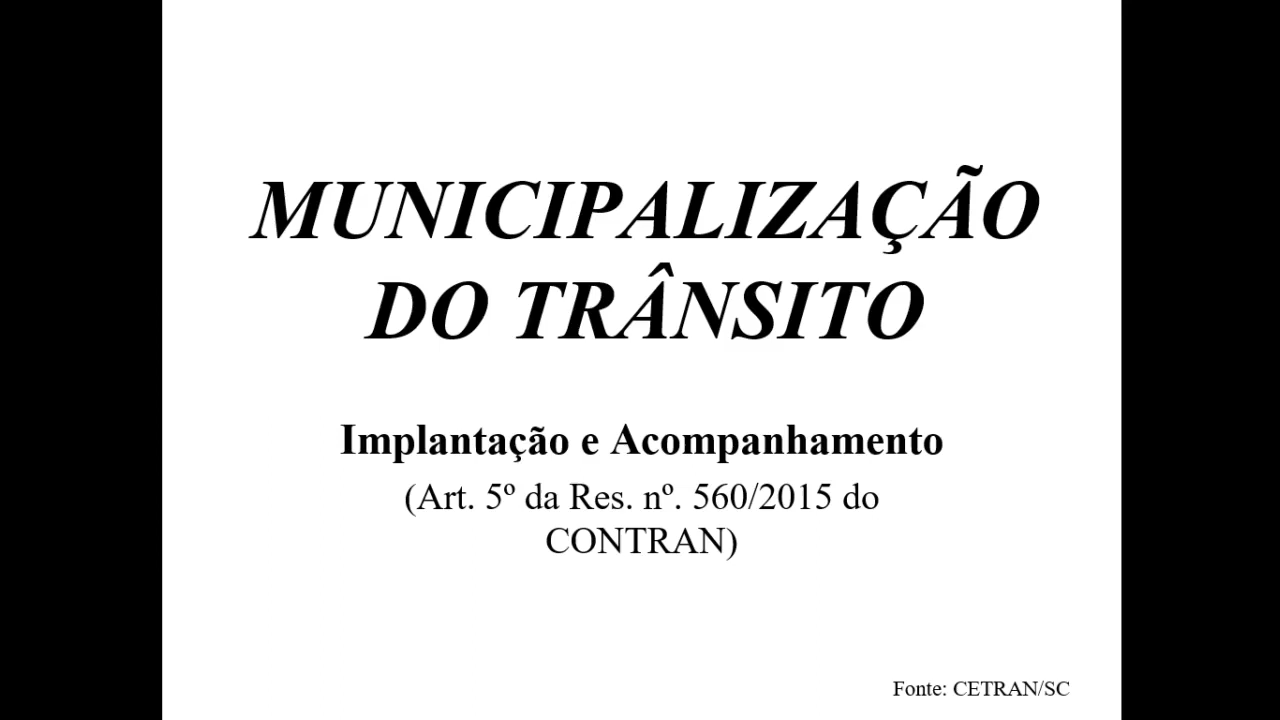 MUNICIPALIZAÇÃO
DO TRÂNSITO
Implantação e Acompanhamento
(Art. 5º da Res. nº. 560/2015 do
CONTRAN)
Fonte: CETRAN/SC